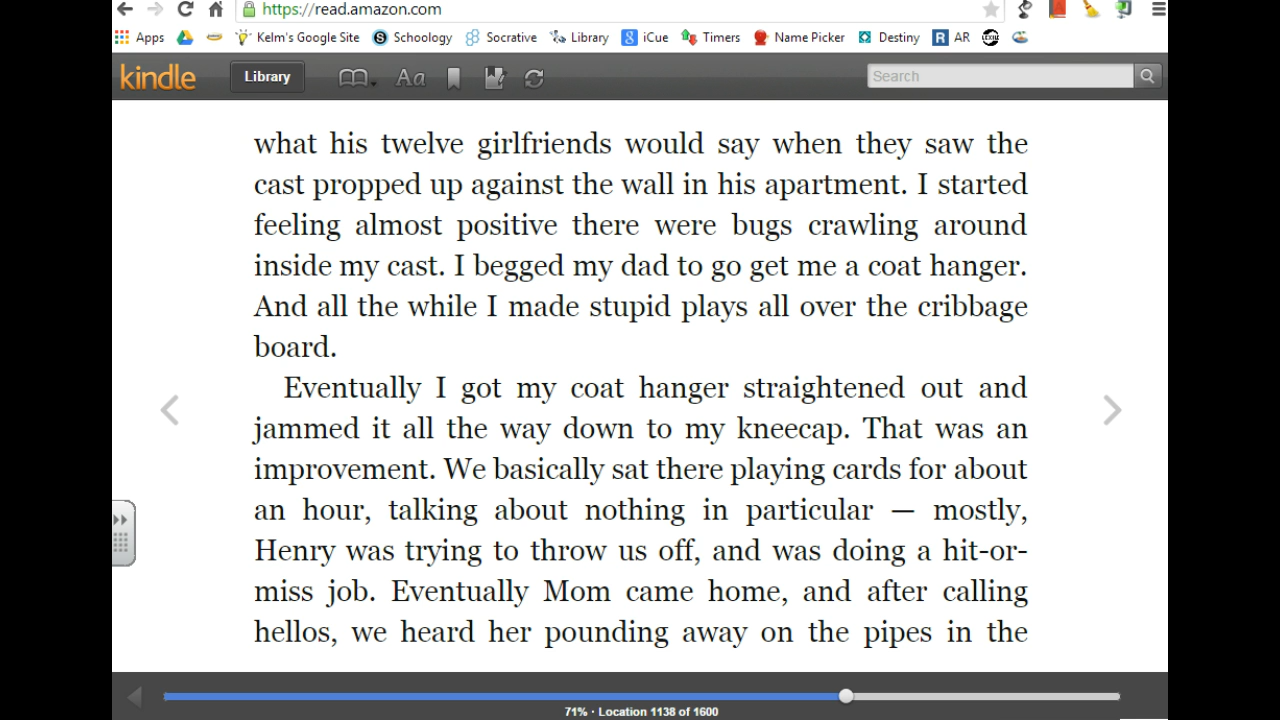 https://read.amazon.com
Apps Kelm's Google Site Schoology Socrative Library iCue Timers Name Picker Destiny AR
kindle Library Aa Search
what his twelve girlfriends would say when they saw the
cast propped up against the wall in his apartment. I started
feeling almost positive there were bugs crawling around
inside my cast. I begged my dad to go get me a coat hanger.
And all the while I made stupid plays all over the cribbage
board.
Eventually I got my coat hanger straightened out and
jammed it all the way down to my kneecap. That was an
improvement. We basically sat there playing cards for about
an hour, talking about nothing in particular — mostly,
Henry was trying to throw us off, and was doing a hit-or-
miss job. Eventually Mom came home, and after calling
hellos, we heard her pounding away on the pipes in the
71% · Location 1138 of 1600